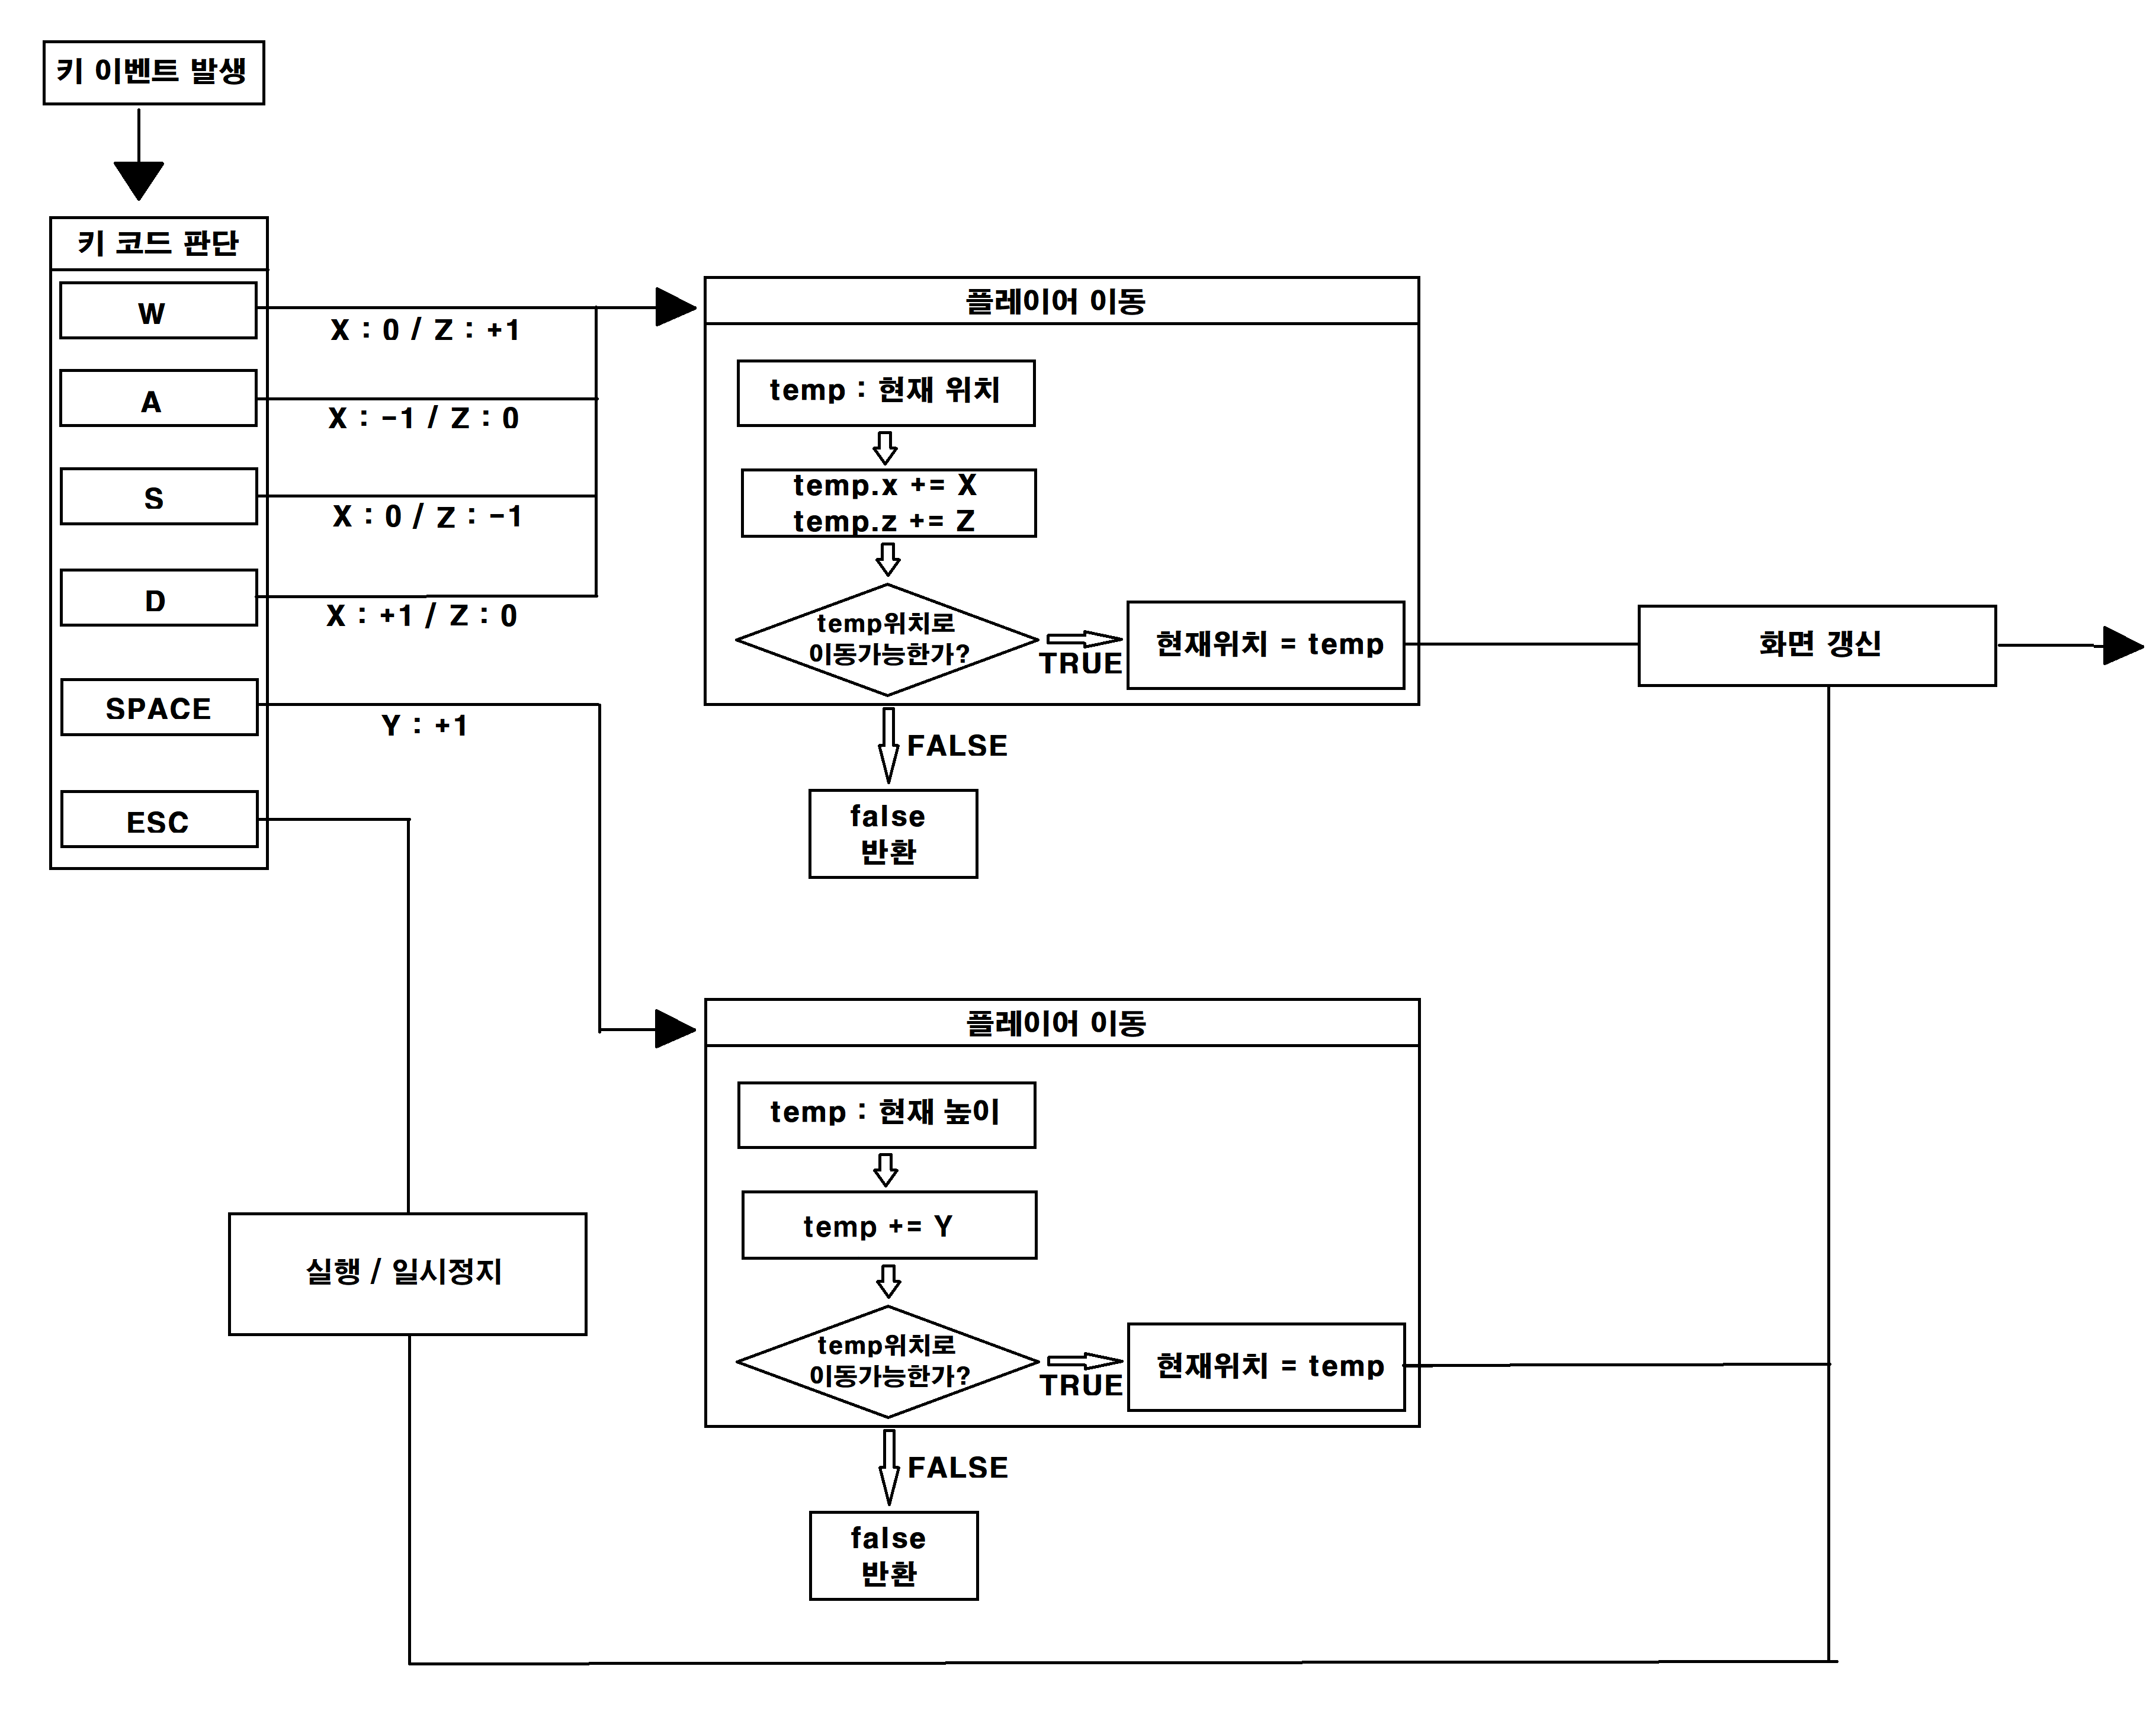 키 이벤트 발생
키 코드 판단
W
X : 0 / Z : +1
A
X : -1 / Z : 0
S
X : 0 / Z : -1
D
X : +1 / Z : 0
SPACE
Y : +1
ESC
플레이어 이동
temp : 현재 위치
temp.x += X
temp.z += Z
temp위치로
이동가능한가?
TRUE
현재위치 = temp
화면 갱신
FALSE
false
반환
플레이어 이동
temp : 현재 높이
temp += Y
temp위치로
이동가능한가?
TRUE
현재위치 = temp
FALSE
false
반환
실행 / 일시정지